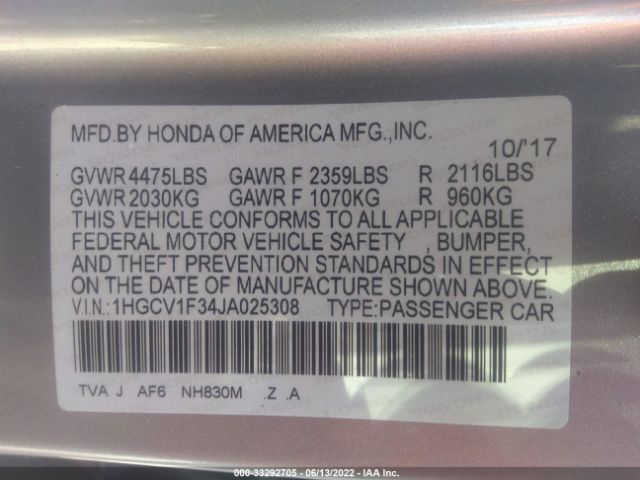 MFD.BY HONDA OF AMERICA MFG.,INC.
10/'17
GVWR 4475LBS GAWR F 2359LBS R 2116LBS
GVWR 2030KG GAWR F 1070KG R 960KG
THIS VEHICLE CONFORMS TO ALL APPLICABLE
FEDERAL MOTOR VEHICLE SAFETY , BUMPER,
AND THEFT PREVENTION STANDARDS IN EFFECT
ON THE DATE OF MANUFACTURE SHOWN ABOVE.
V.I.N.:1HGCV1F34JA025308 TYPE:PASSENGER CAR
TVA J AF6 NH830M .Z .A
000-33292705 - 06/13/2022 - IAA Inc.